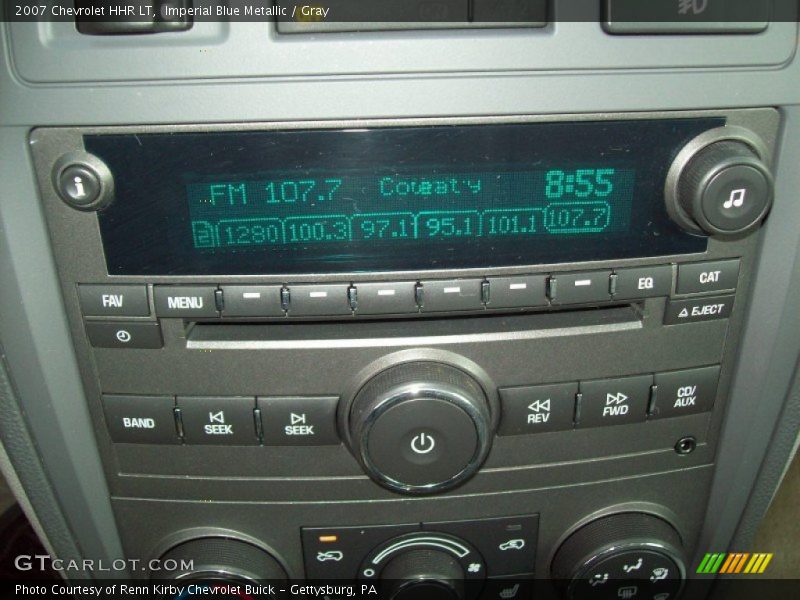 2007 Chevrolet HHR LT, Imperial Blue Metallic / Gray
FM 107.7 Country 8:55
1280 100.3 97.1 95.1 101.1 107.7
i
FAV MENU EQ CAT
EJECT
BAND SEEK SEEK REV FWD CD/AUX
GTCARLOT.COM
Photo Courtesy of Renn Kirby Chevrolet Buick - Gettysburg, PA